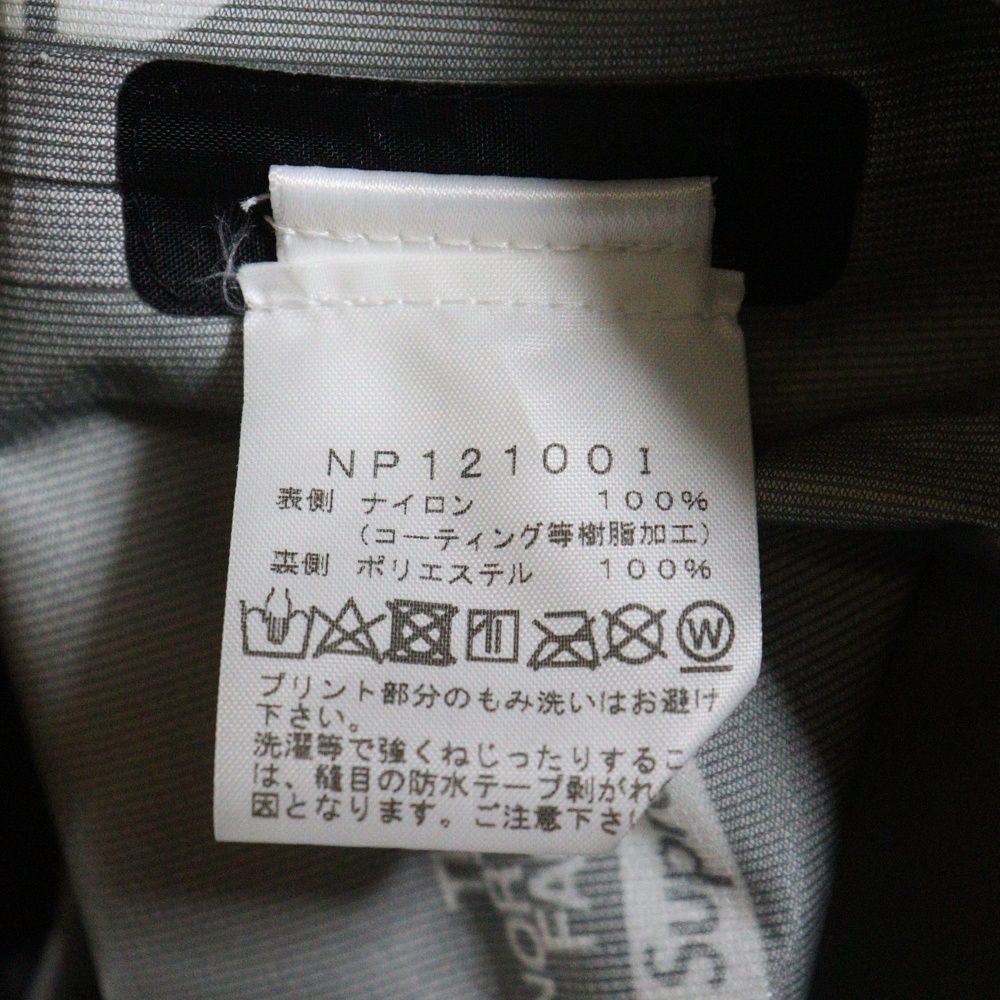 NP12100I
表側 ナイロン 100%
(コーティング等樹脂加工)
裏側 ポリエステル 100%
W
プリント部分のもみ洗いはお避け
下さい。
洗濯等で強くねじったりするこ
は、縫目の防水テープ剥がれ
因となります。ご注意下さい
Supr